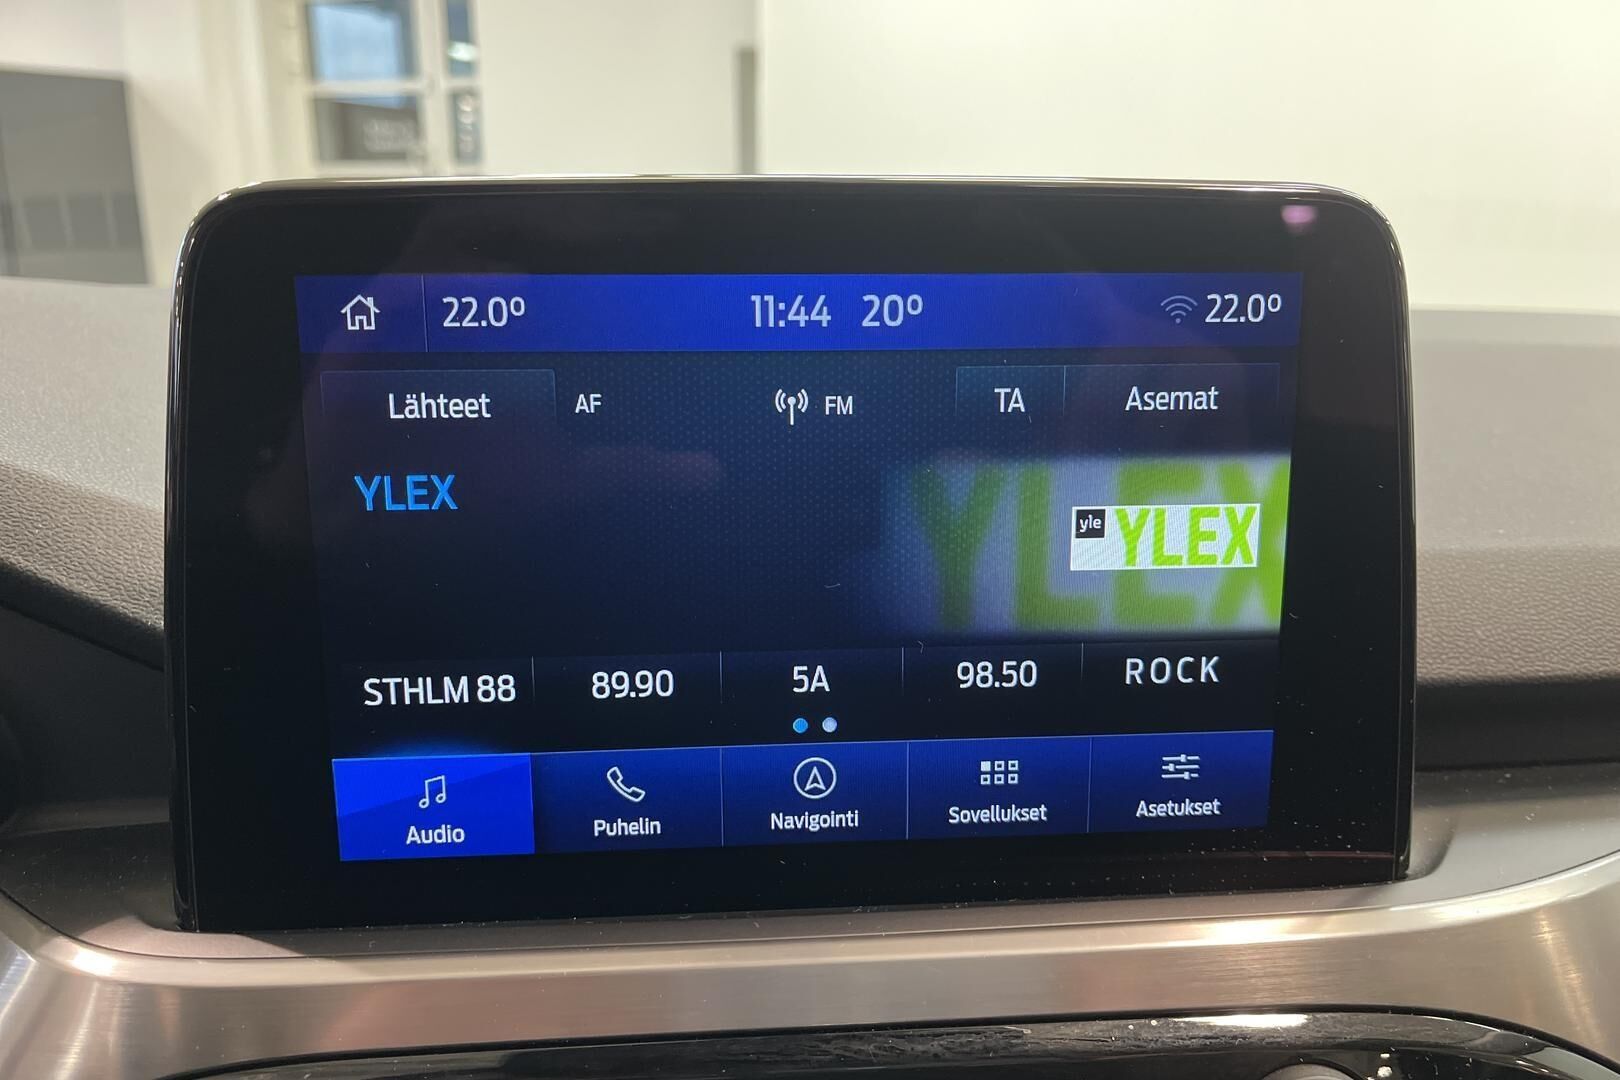 22.0° 11:44 20° 22.0°
Lähteet AF FM TA Asemat
YLEX
YLEX
yle YLEX
STHLM 88 89.90 5A 98.50 ROCK
Audio Puhelin Navigointi Sovellukset Asetukset